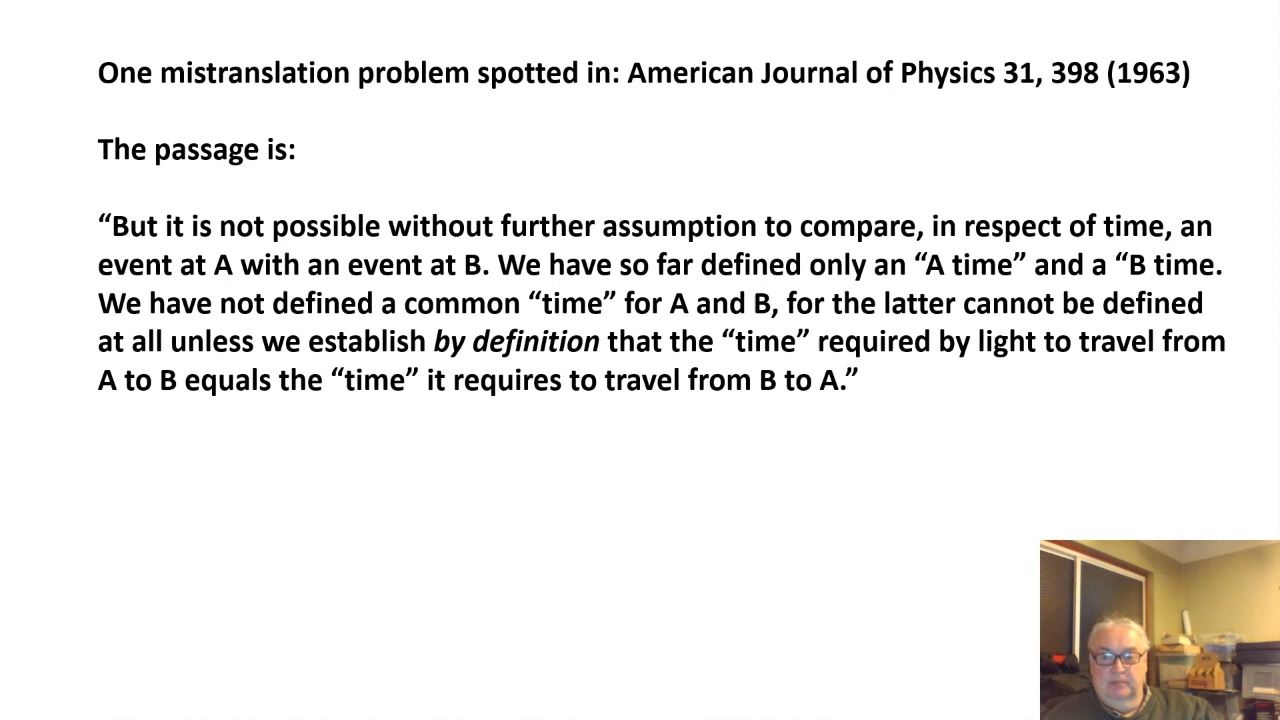 One mistranslation problem spotted in: American Journal of Physics 31, 398 (1963)
The passage is:
“But it is not possible without further assumption to compare, in respect of time, an
event at A with an event at B. We have so far defined only an “A time” and a “B time.
We have not defined a common “time” for A and B, for the latter cannot be defined
at all unless we establish by definition that the “time” required by light to travel from
A to B equals the “time” it requires to travel from B to A.”